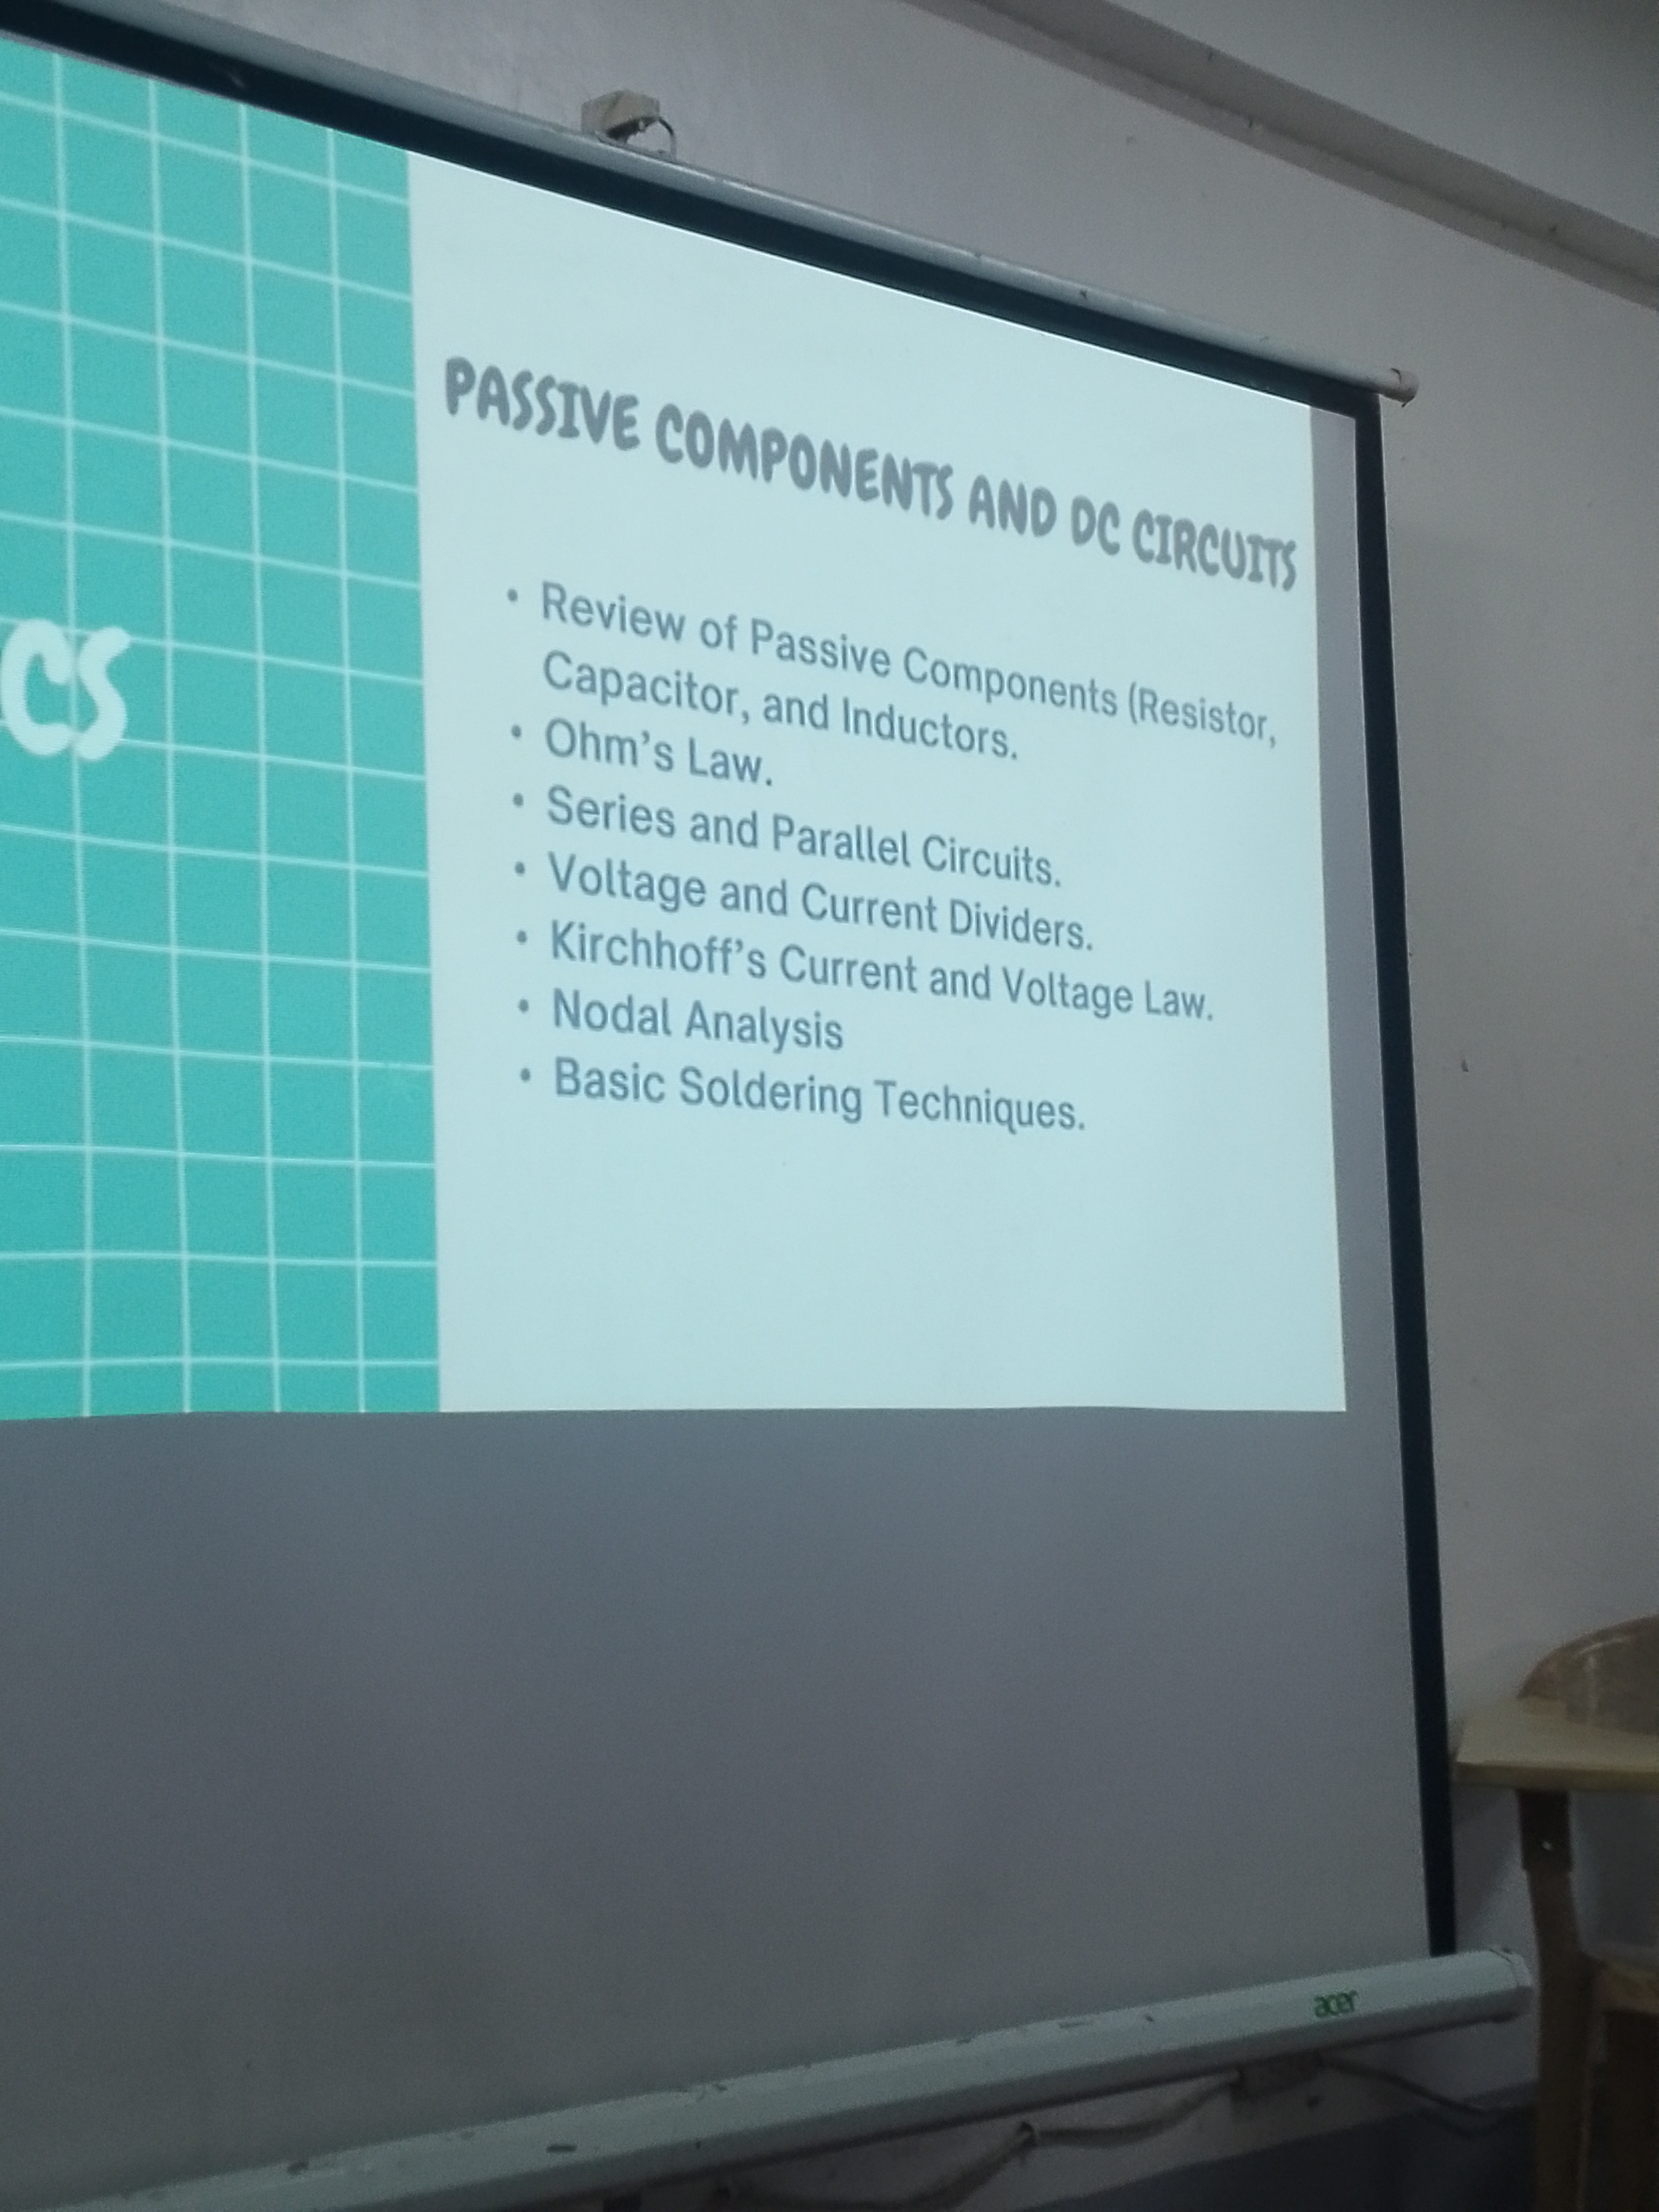 CS
PASSIVE COMPONENTS AND DC CIRCUITS
• Review of Passive Components (Resistor,
Capacitor, and Inductors.
• Ohm's Law.
• Series and Parallel Circuits.
• Voltage and Current Dividers.
• Kirchhoff's Current and Voltage Law.
• Nodal Analysis
• Basic Soldering Techniques.
acer